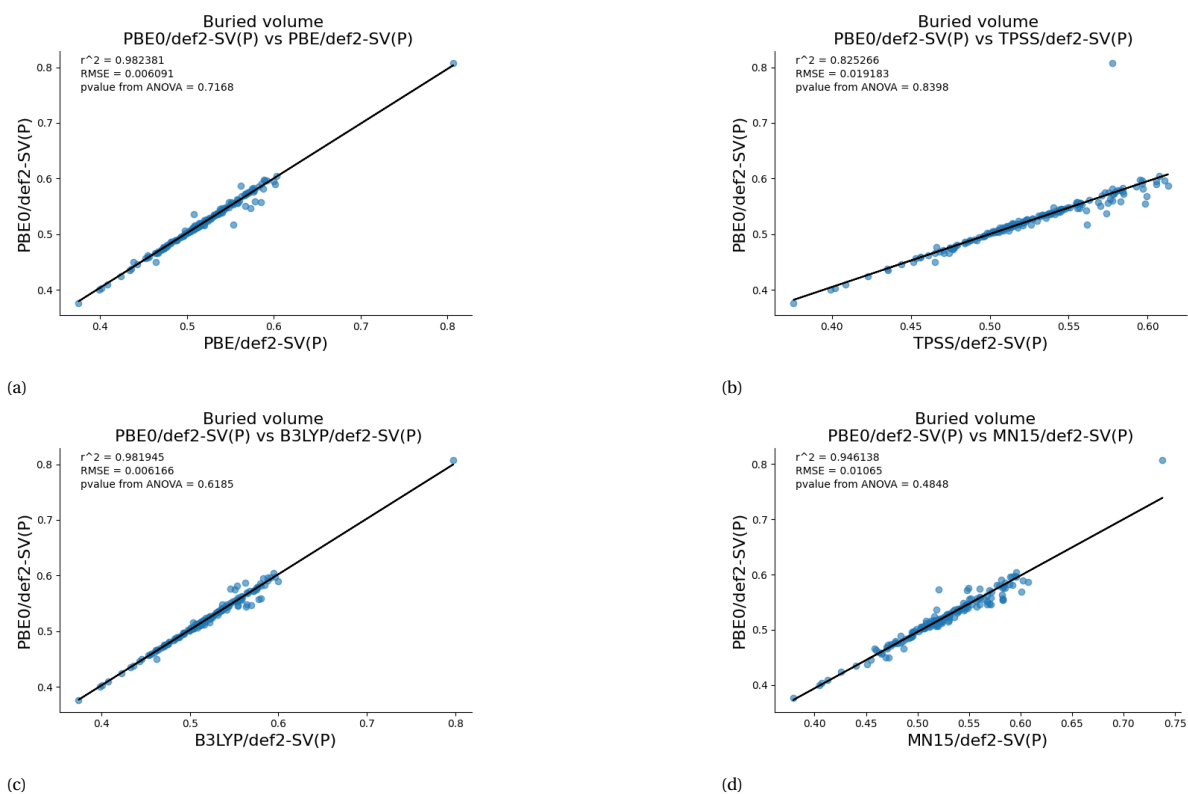 Buried volume
PBE0/def2-SV(P) vs PBE/def2-SV(P)
r^2 = 0.982381
RMSE = 0.006091
pvalue from ANOVA = 0.7168
0.8
0.7
0.6
0.5
0.4
PBE0/def2-SV(P)
0.4 0.5 0.6 0.7 0.8
PBE/def2-SV(P)
(a)
Buried volume
PBE0/def2-SV(P) vs TPSS/def2-SV(P)
r^2 = 0.825266
RMSE = 0.019183
pvalue from ANOVA = 0.8398
0.8
0.7
0.6
0.5
0.4
PBE0/def2-SV(P)
0.40 0.45 0.50 0.55 0.60
TPSS/def2-SV(P)
(b)
Buried volume
PBE0/def2-SV(P) vs B3LYP/def2-SV(P)
r^2 = 0.981945
RMSE = 0.006166
pvalue from ANOVA = 0.6185
0.8
0.7
0.6
0.5
0.4
PBE0/def2-SV(P)
0.4 0.5 0.6 0.7 0.8
B3LYP/def2-SV(P)
(c)
Buried volume
PBE0/def2-SV(P) vs MN15/def2-SV(P)
r^2 = 0.946138
RMSE = 0.01065
pvalue from ANOVA = 0.4848
0.8
0.7
0.6
0.5
0.4
PBE0/def2-SV(P)
0.40 0.45 0.50 0.55 0.60 0.65 0.70 0.75
MN15/def2-SV(P)
(d)